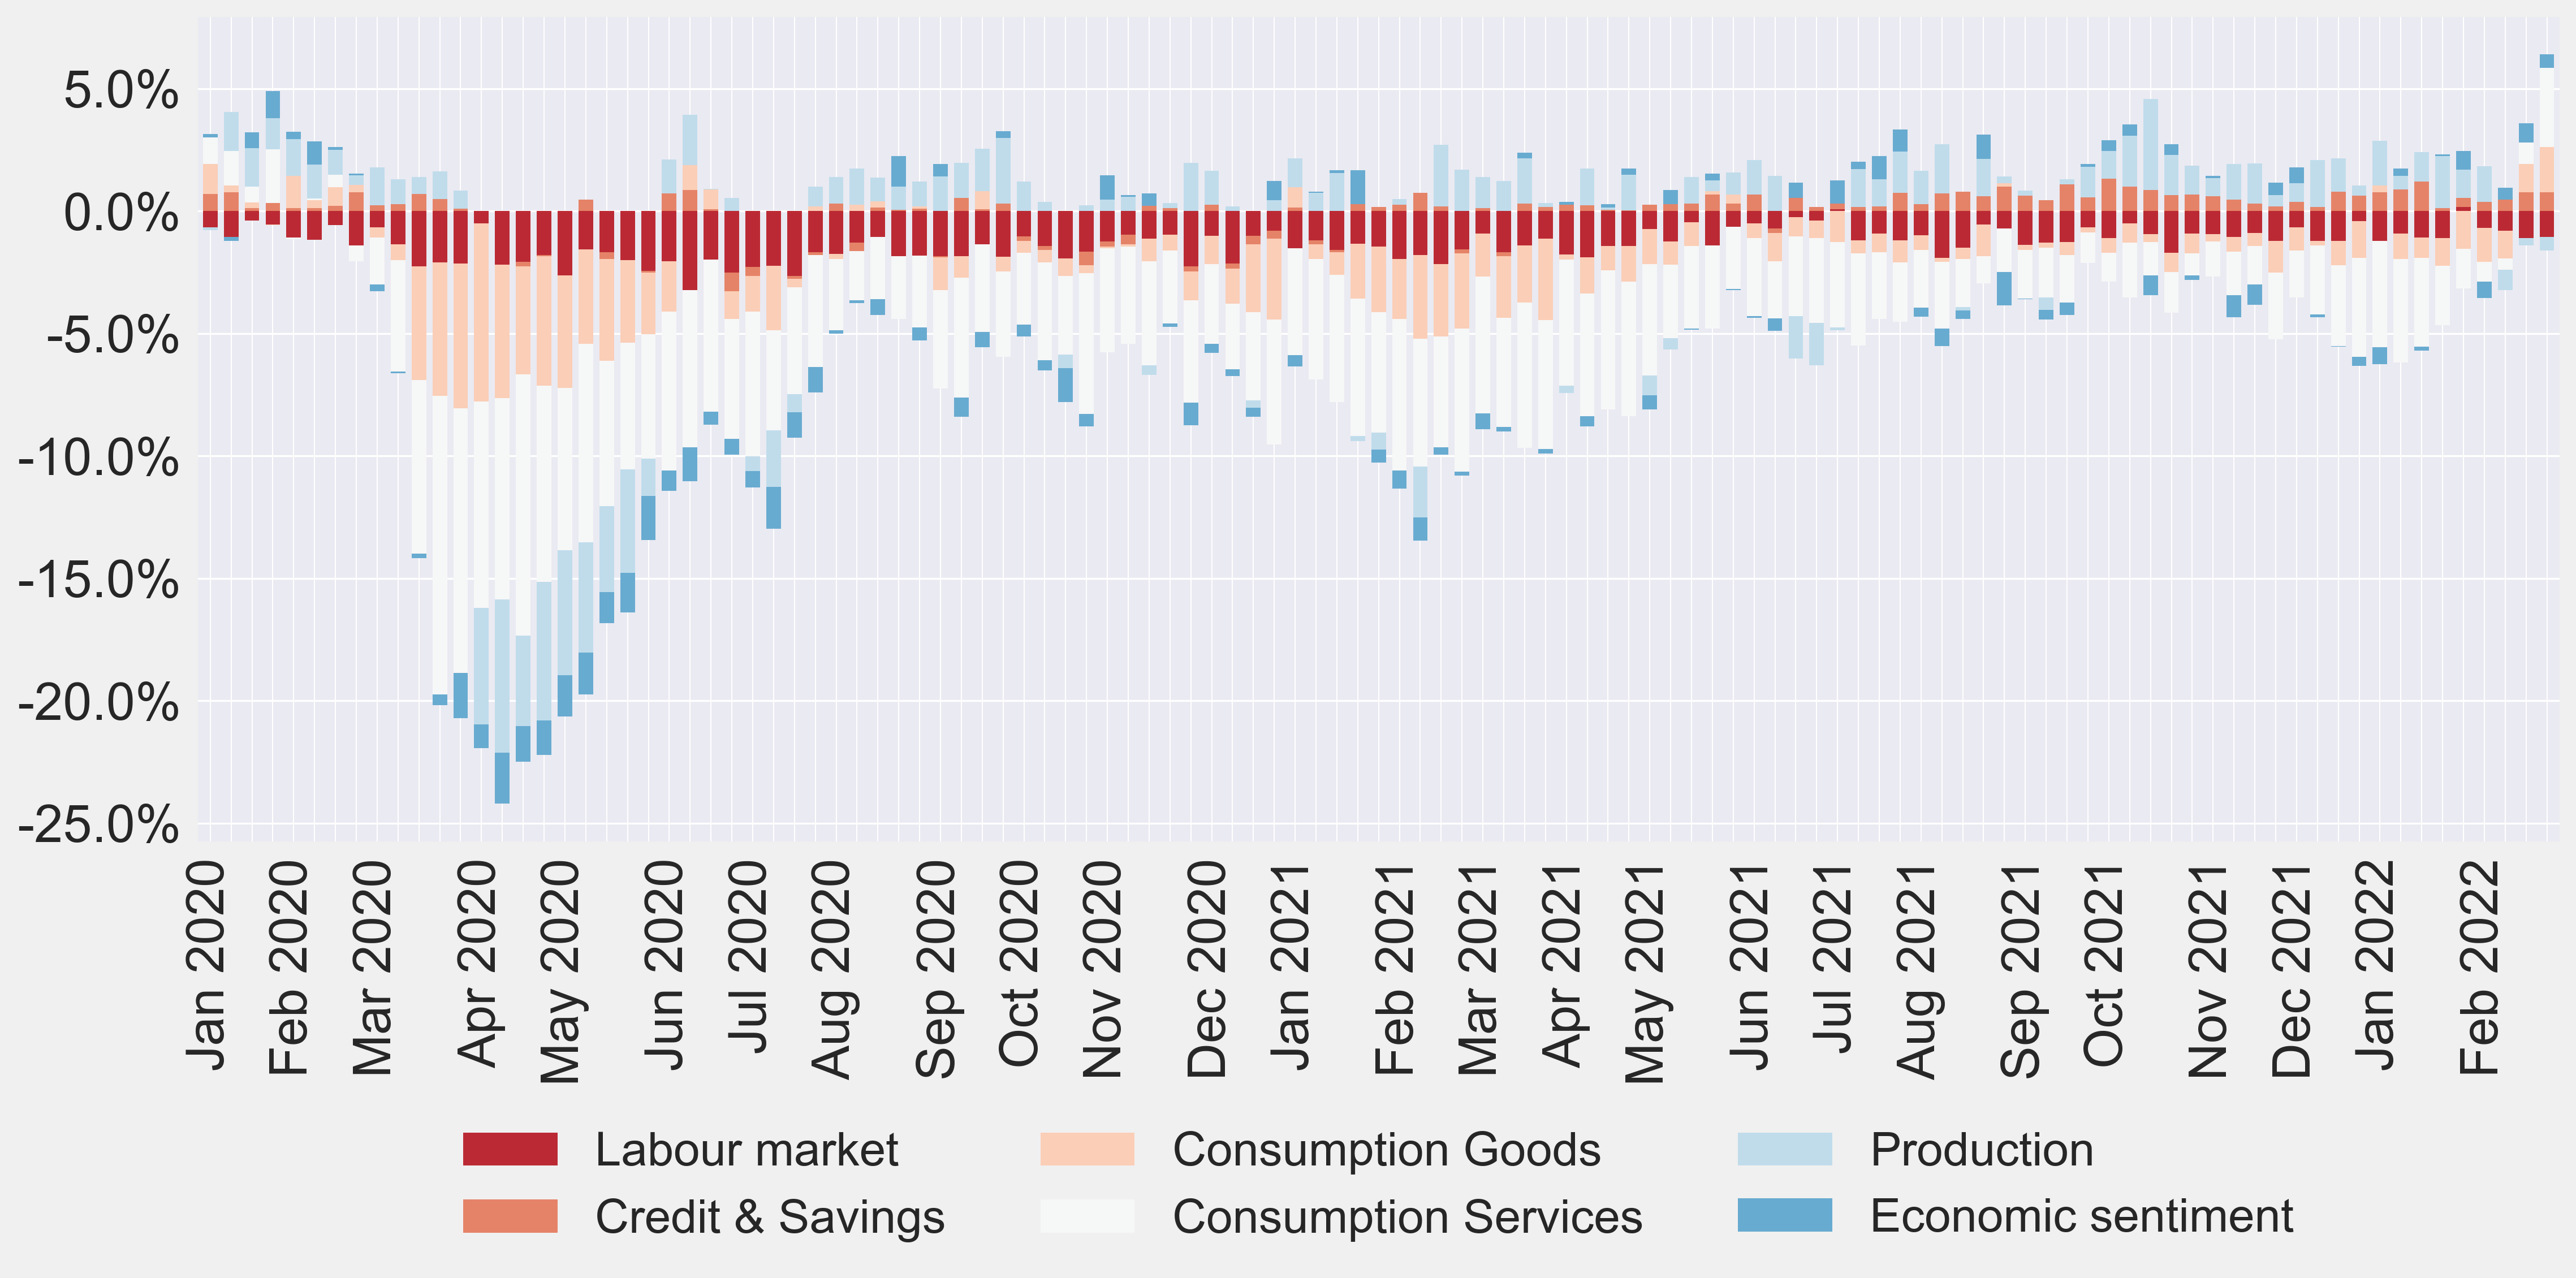 5.0%
0.0%
-5.0%
-10.0%
-15.0%
-20.0%
-25.0%
Jan 2020
Feb 2020
Mar 2020
Apr 2020
May 2020
Jun 2020
Jul 2020
Aug 2020
Sep 2020
Oct 2020
Nov 2020
Dec 2020
Jan 2021
Feb 2021
Mar 2021
Apr 2021
May 2021
Jun 2021
Jul 2021
Aug 2021
Sep 2021
Oct 2021
Nov 2021
Dec 2021
Jan 2022
Feb 2022
Labour market
Credit & Savings
Consumption Goods
Consumption Services
Production
Economic sentiment